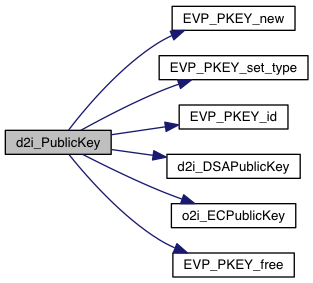 EVP_PKEY_new
EVP_PKEY_set_type
EVP_PKEY_id
d2i_PublicKey
d2i_DSAPublicKey
o2i_ECPublicKey
EVP_PKEY_free